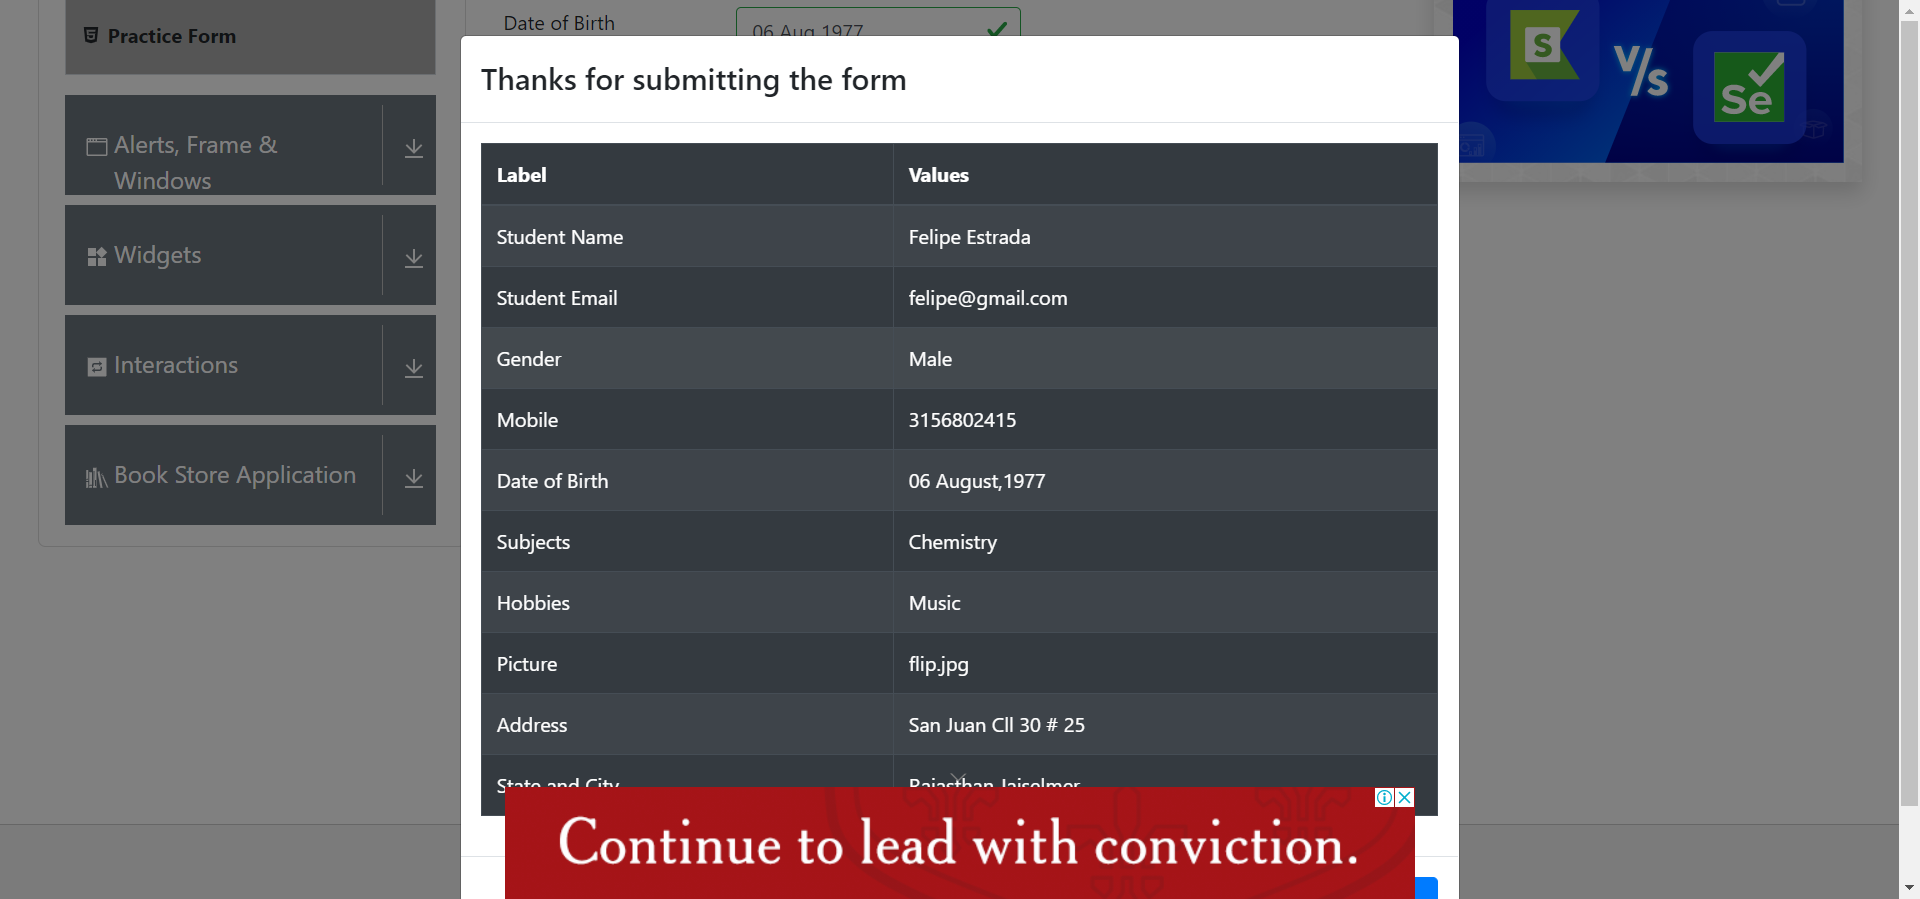 Practice Form
Alerts, Frame &
Windows
Widgets
Interactions
Book Store Application
Date of Birth
06 Aug 1977
Thanks for submitting the form
Label Values
Student Name Felipe Estrada
Student Email felipe@gmail.com
Gender Male
Mobile 3156802415
Date of Birth 06 August,1977
Subjects Chemistry
Hobbies Music
Picture flip.jpg
Address San Juan Cll 30 # 25
State and City Rajasthan Jaiselmer
Continue to lead with conviction.
S
V/s
Se